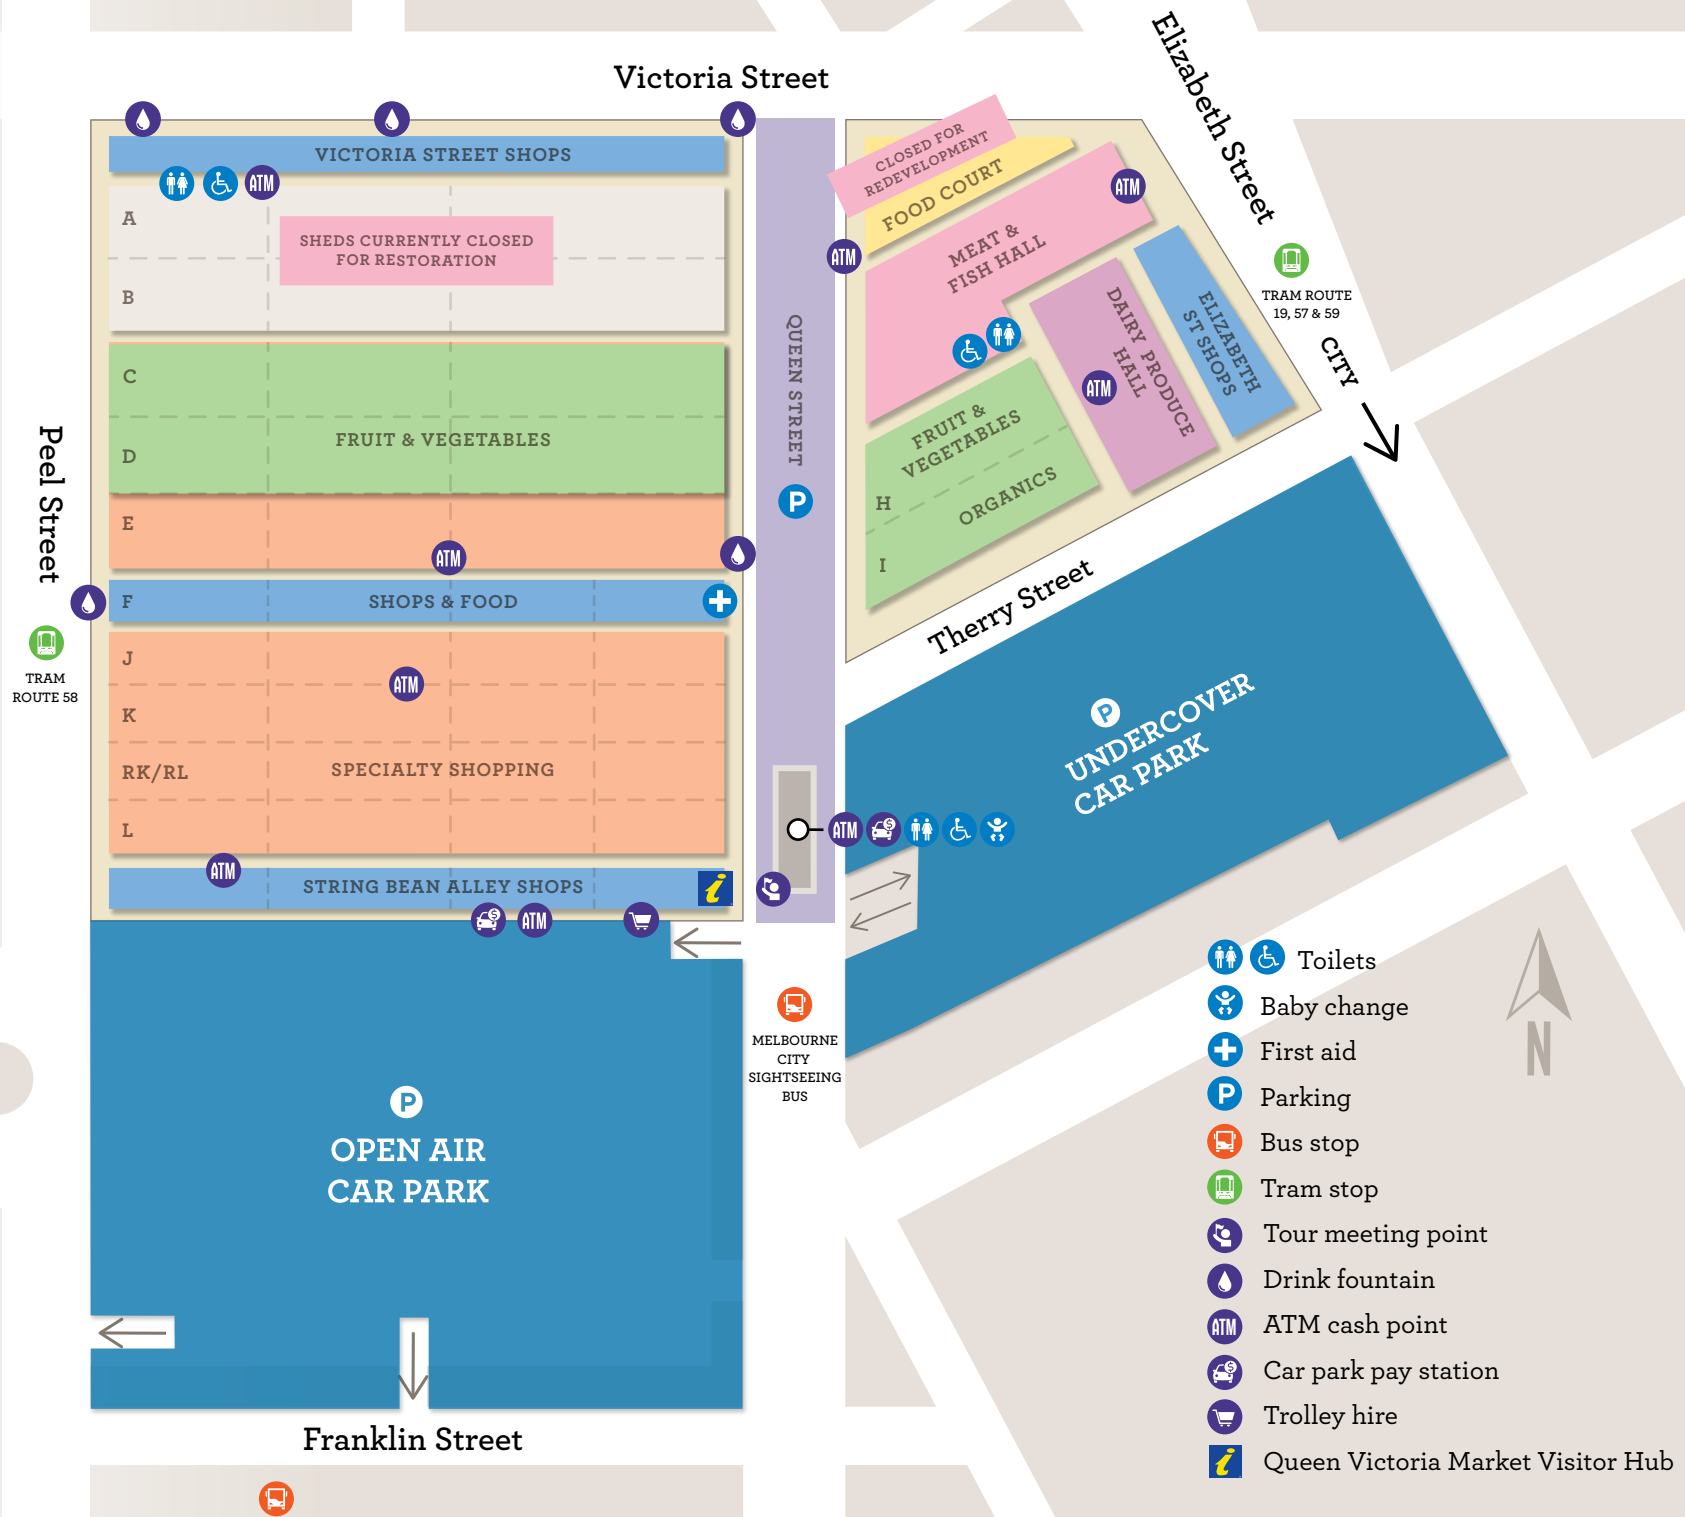 Victoria Street
Elizabeth Street
VICTORIA STREET SHOPS
ATM
A
SHEDS CURRENTLY CLOSED
FOR RESTORATION
B
C
FRUIT & VEGETABLES
D
E
ATM
F
SHOPS & FOOD
J
ATM
K
RK/RL
SPECIALTY SHOPPING
L
ATM
STRING BEAN ALLEY SHOPS
i
ATM
Peel Street
TRAM
ROUTE 58
QUEEN STREET
P
CLOSED FOR
REDEVELOPMENT
FOOD COURT
ATM
ATM
MEAT &
FISH HALL
DAIRY PRODUCE
HALL
ATM
ELIZABETH
ST SHOPS
FRUIT &
VEGETABLES
H
ORGANICS
I
TRAM ROUTE
19, 57 & 59
CITY
Therry Street
P
UNDERCOVER
CAR PARK
ATM
$
MELBOURNE
CITY
SIGHTSEEING
BUS
$
P
OPEN AIR
CAR PARK
Franklin Street
Toilets
Baby change
First aid
P Parking
Bus stop
Tram stop
Tour meeting point
Drink fountain
ATM ATM cash point
$ Car park pay station
Trolley hire
i Queen Victoria Market Visitor Hub
N